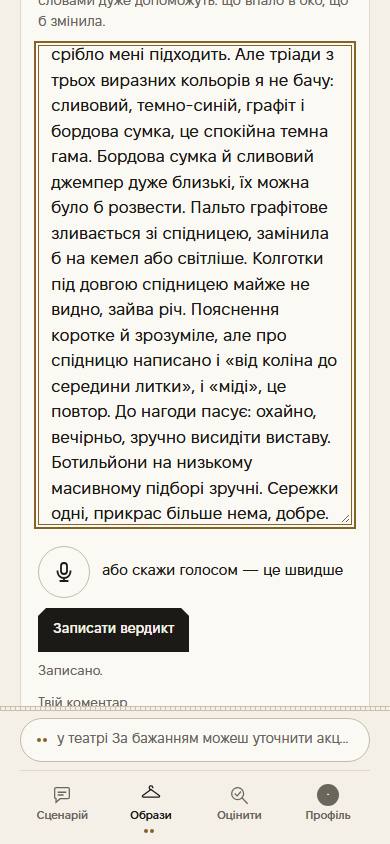 словами дуже допоможуть: що впало в око, що
б змінила.
срібло мені підходить. Але тріади з
трьох виразних кольорів я не бачу:
сливовий, темно-синій, графіт і
бордова сумка, це спокійна темна
гама. Бордова сумка й сливовий
джемпер дуже близькі, їх можна
було б розвести. Пальто графітове
зливається зі спідницею, замінила
б на кемел або світліше. Колготки
під довгою спідницею майже не
видно, зайва річ. Пояснення
коротке й зрозуміле, але про
спідницю написано і «від коліна до
середини литки», і «міді», це
повтор. До нагоди пасує: охайно,
вечірньо, зручно висидіти виставу.
Ботильйони на низькому
масивному підборі зручні. Сережки
одні, прикрас більше нема, добре.
або скажи голосом — це швидше
Записати вердикт
Записано.
Твій коментар
у театрі За бажанням можеш уточнити акц...
Сценарій Образи Оцінити Профіль